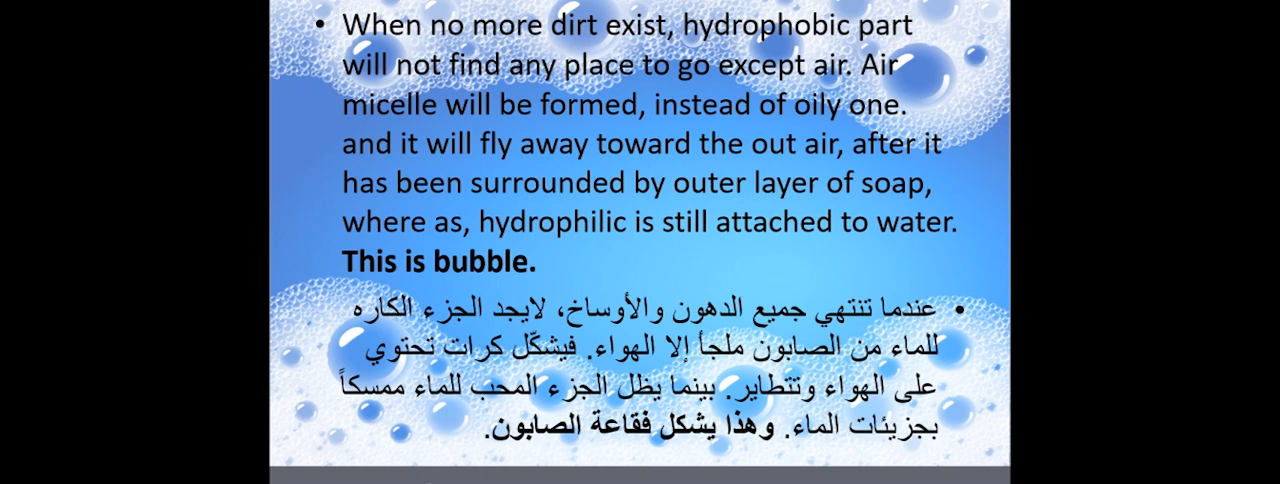 • When no more dirt exist, hydrophobic part
will not find any place to go except air. Air
micelle will be formed, instead of oily one.
and it will fly away toward the out air, after it
has been surrounded by outer layer of soap,
where as, hydrophilic is still attached to water.
This is bubble.
• عندما تنتهي جميع الدهون والأوساخ، لايجد الجزء الكاره
للماء من الصابون ملجأ إلا الهواء. فيشكّل كرات تحتوي
على الهواء وتتطاير. بينما يظل الجزء المحب للماء ممسكاً
بجزيئات الماء. وهذا يشكل فقاعة الصابون.